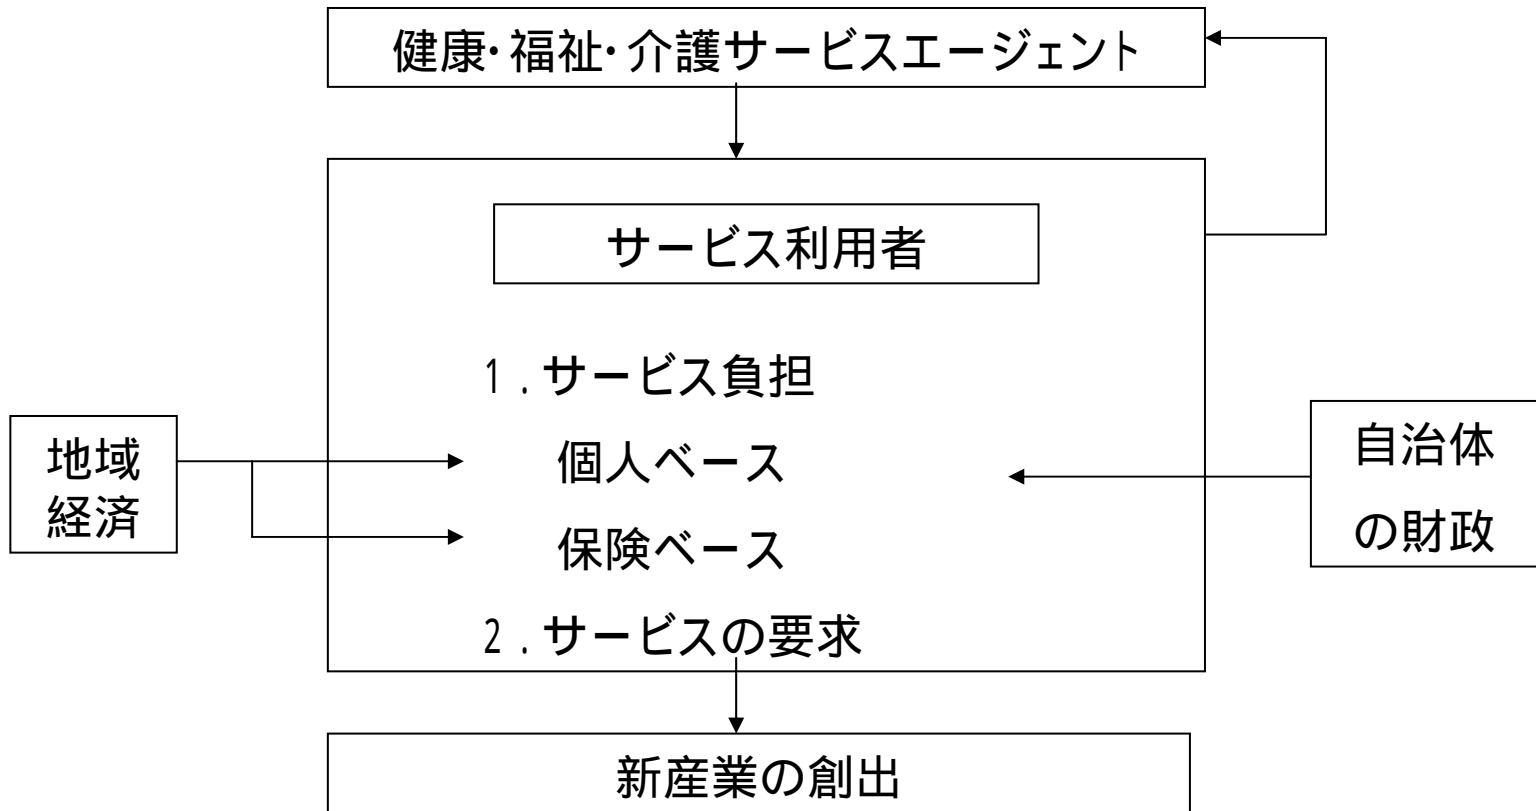 健康・福祉・介護サービスエージェント
サービス利用者
１．サービス負担
個人ベース
保険ベース
２．サービスの要求
地域
経済
自治体
の財政
新産業の創出